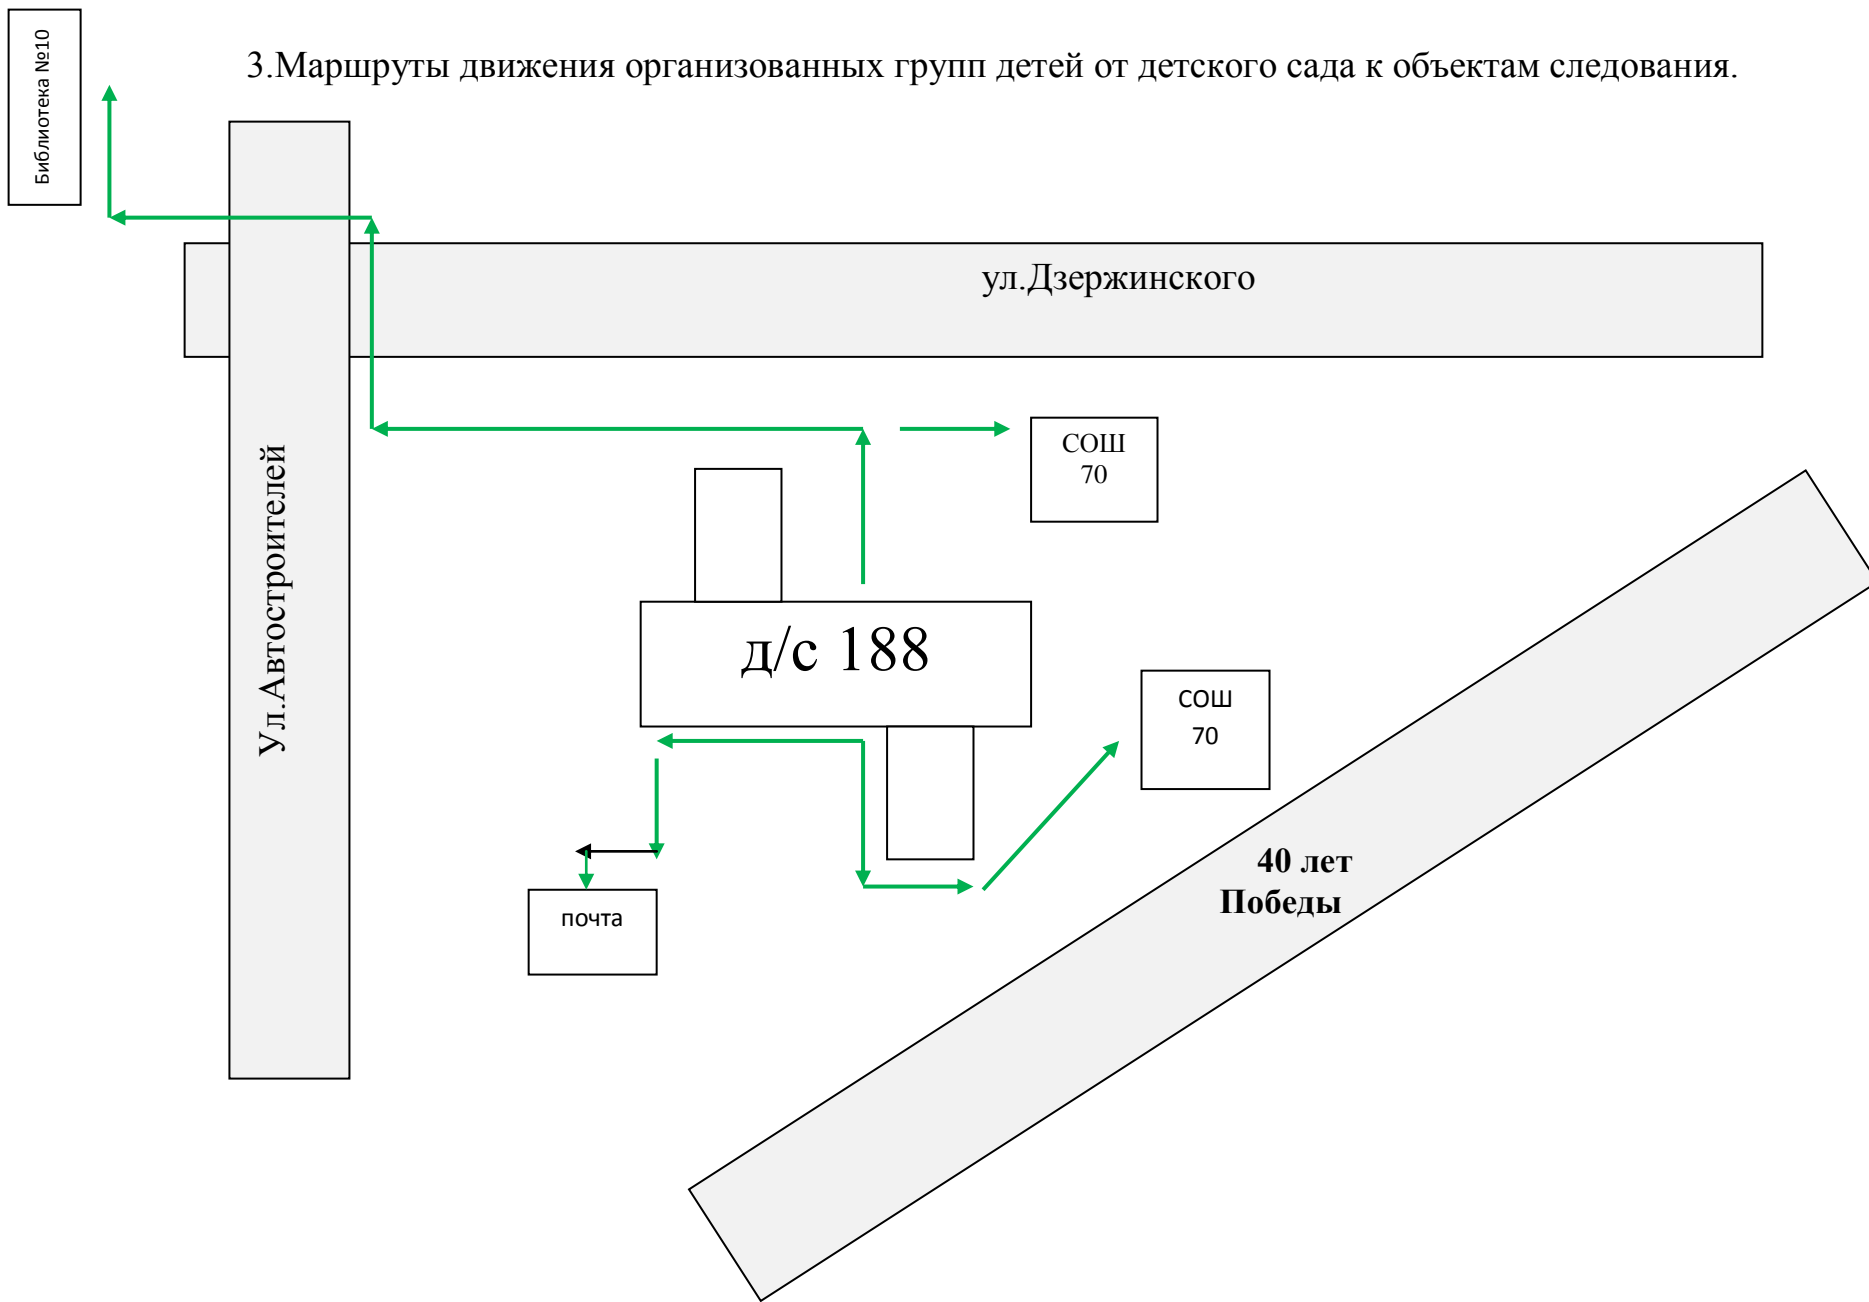 Библиотека №10
3.Маршруты движения организованных групп детей от детского сада к объектам следования.
ул.Дзержинского
Ул.Автостроителей
СОШ
70
д/с 188
СОШ
70
40 лет
Победы
почта